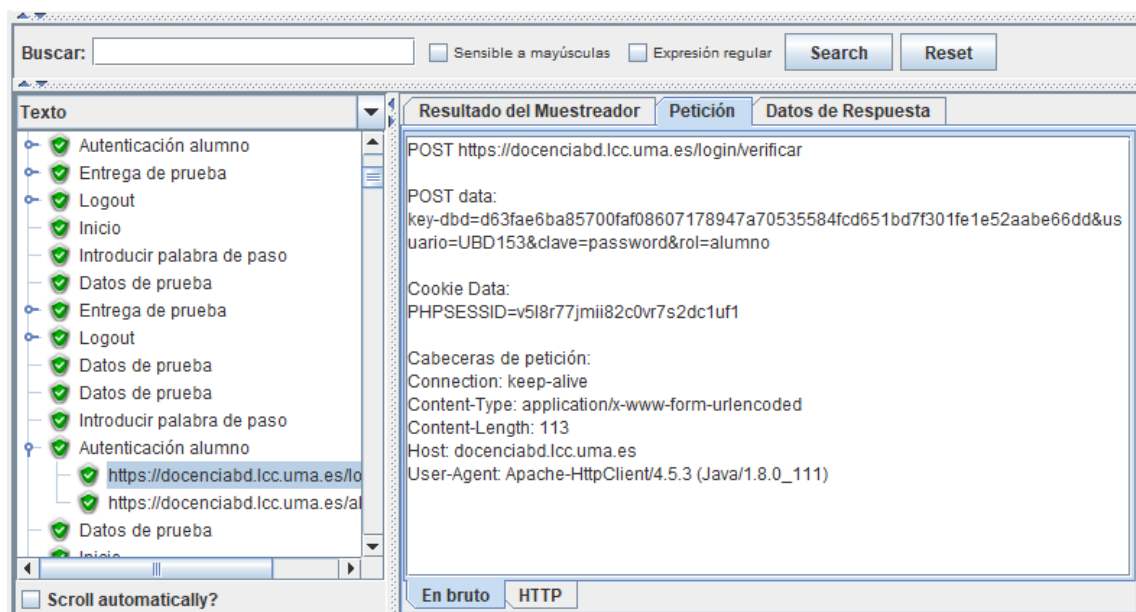 Buscar:
Sensible a mayúsculas
Expresión regular
Search
Reset
Texto
Autenticación alumno
Entrega de prueba
Logout
Inicio
Introducir palabra de paso
Datos de prueba
Entrega de prueba
Logout
Datos de prueba
Datos de prueba
Introducir palabra de paso
Autenticación alumno
https://docenciabd.lcc.uma.es/lo
https://docenciabd.lcc.uma.es/al
Datos de prueba
Inicio
Scroll automatically?
Resultado del Muestreador
Petición
Datos de Respuesta
POST https://docenciabd.lcc.uma.es/login/verificar
POST data:
key-dbd=d63fae6ba85700faf08607178947a70535584fcd651bd7f301fe1e52aabe66dd&us
uario=UBD153&clave=password&rol=alumno
Cookie Data:
PHPSESSID=v5l8r77jmii82c0vr7s2dc1uf1
Cabeceras de petición:
Connection: keep-alive
Content-Type: application/x-www-form-urlencoded
Content-Length: 113
Host: docenciabd.lcc.uma.es
User-Agent: Apache-HttpClient/4.5.3 (Java/1.8.0_111)
En bruto
HTTP